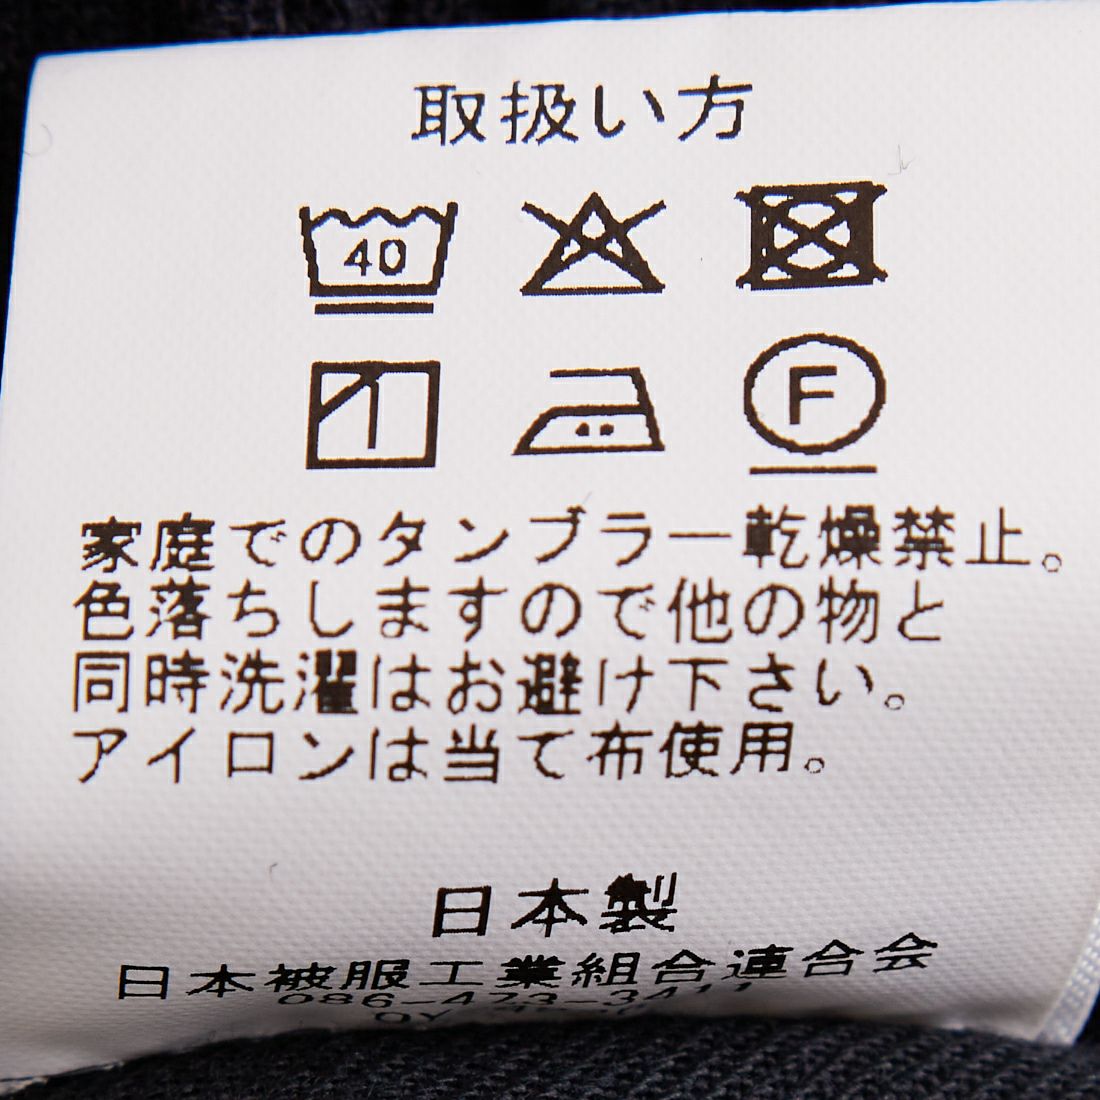 取扱い方
40
F
家庭でのタンブラー乾燥禁止。
色落ちしますので他の物と
同時洗濯はお避け下さい。
アイロンは当て布使用。
日本製
日本被服工業組合連合会
086-423-3411